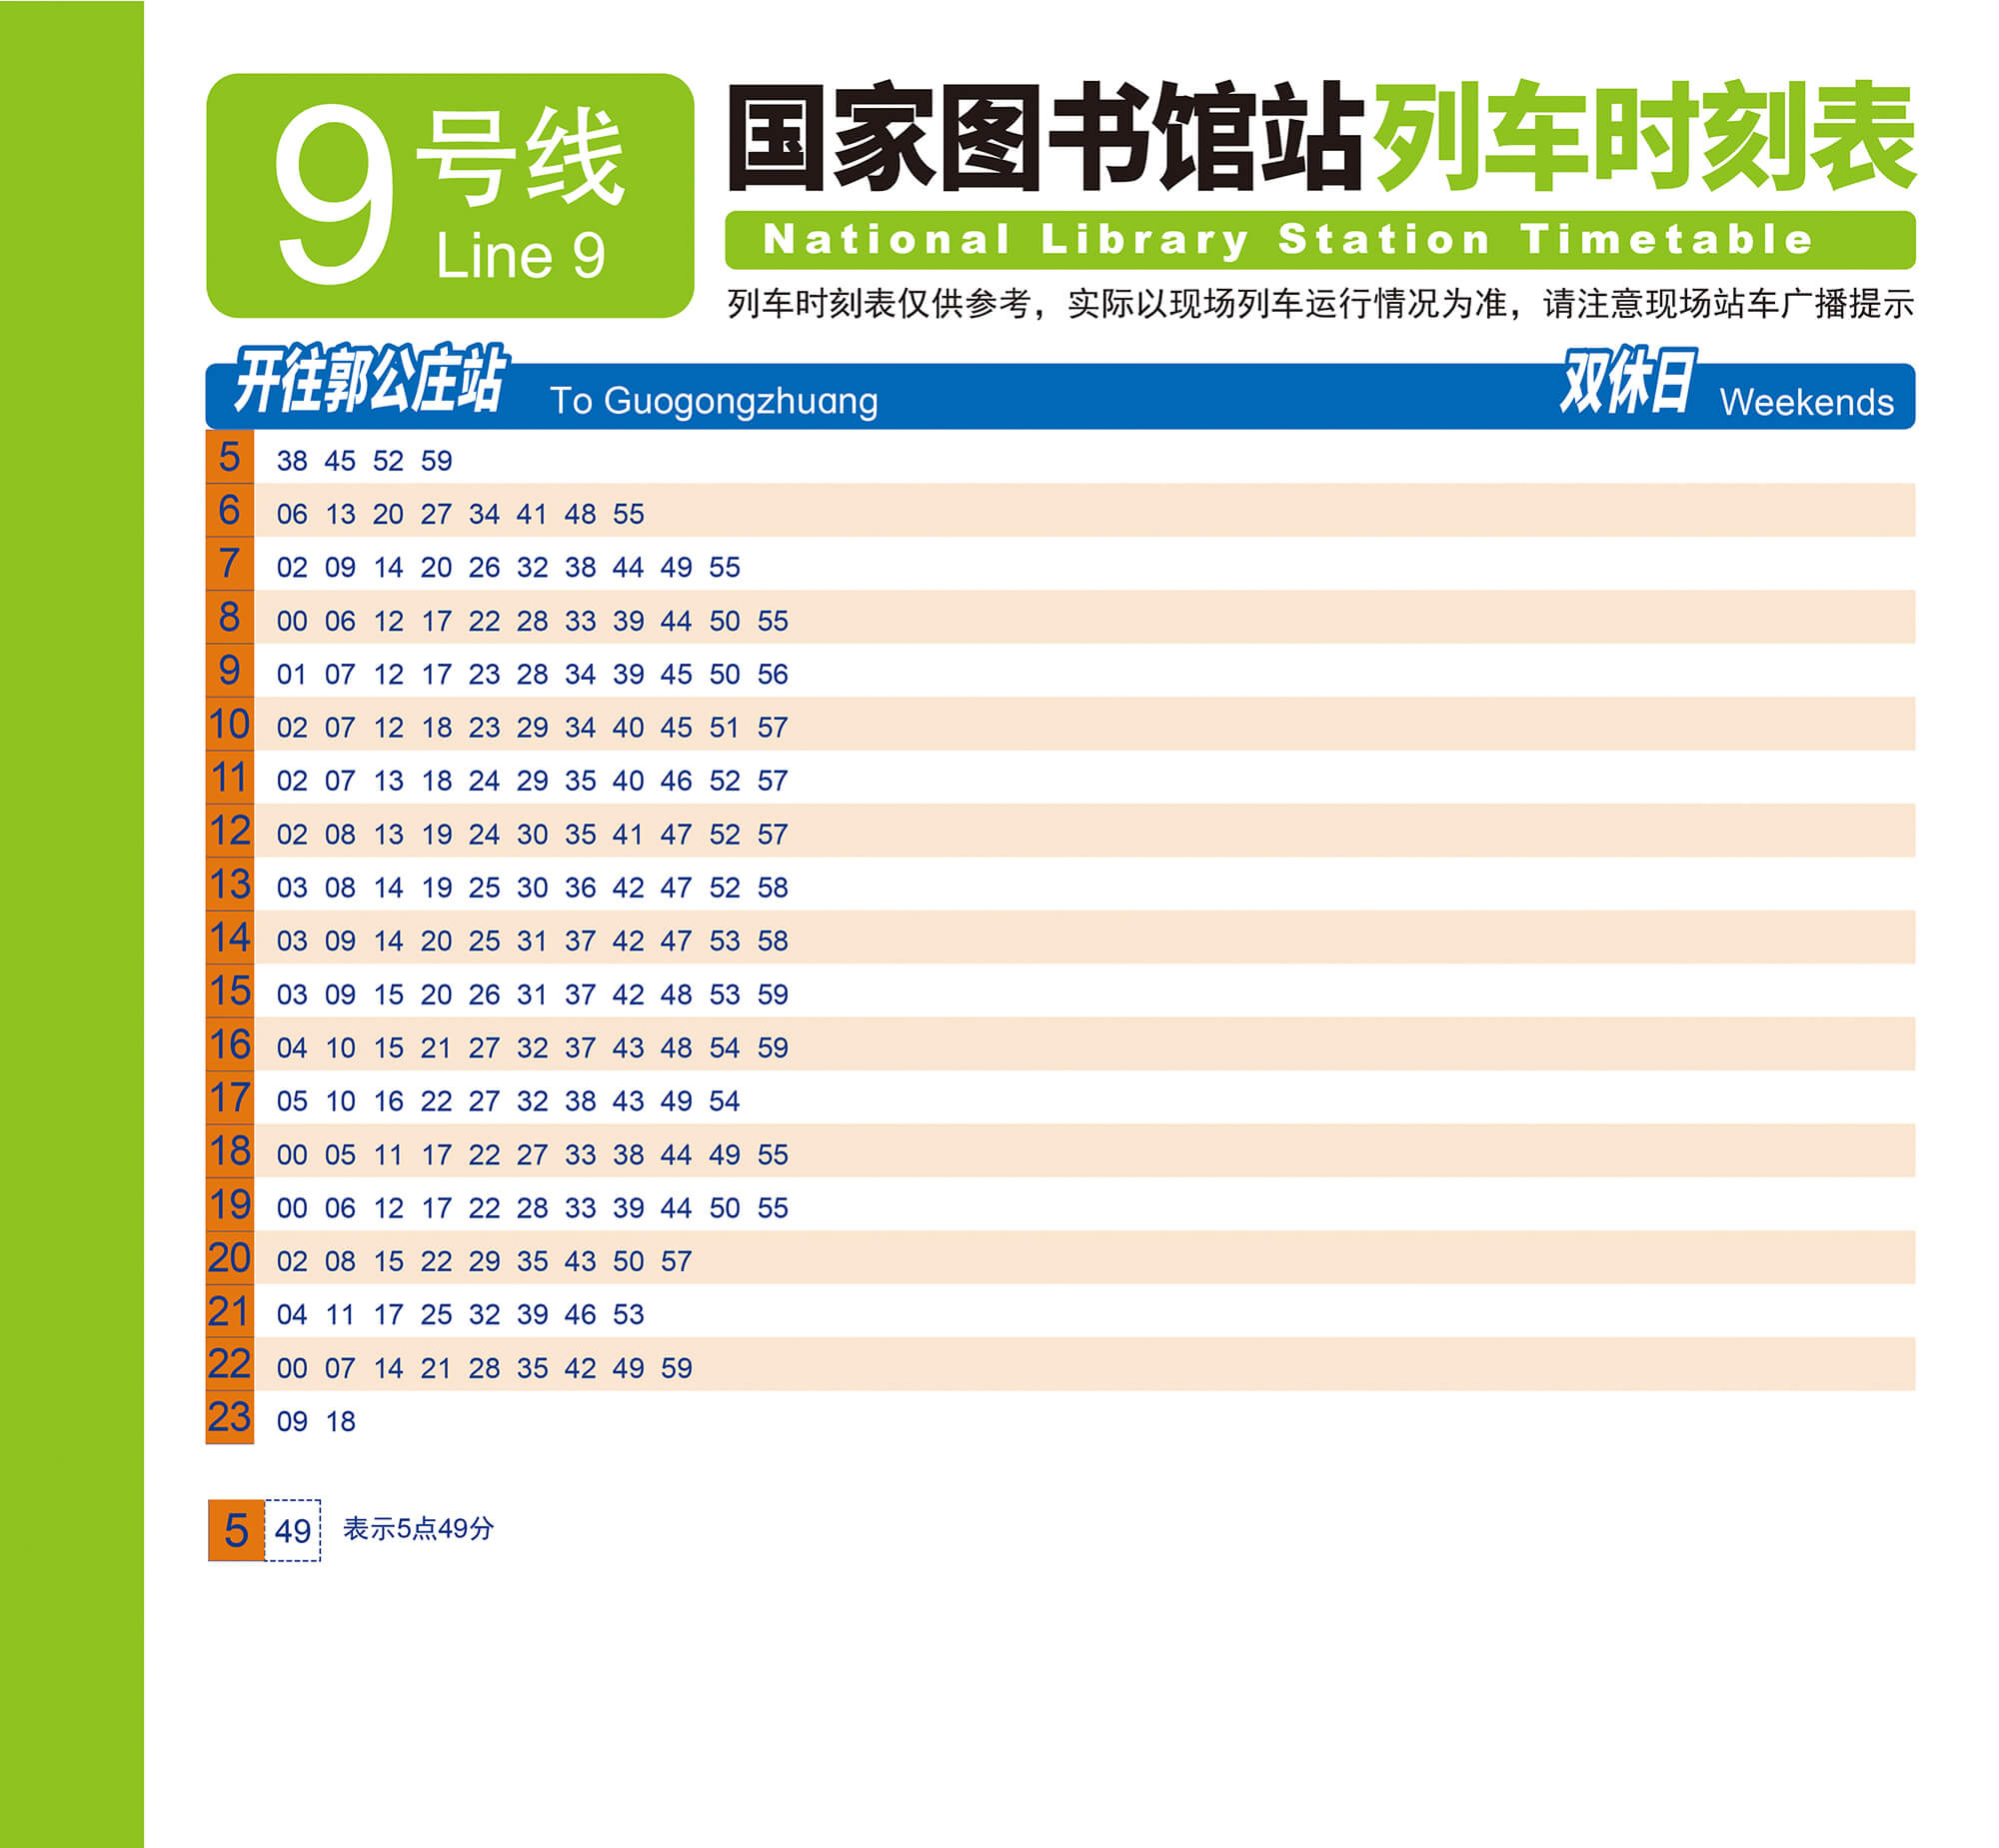 9号线
Line 9
国家图书馆站列车时刻表
National Library Station Timetable
列车时刻表仅供参考，实际以现场列车运行情况为准，请注意现场站车广播提示
开往郭公庄站 To Guogongzhuang 双休日 Weekends
5 38 45 52 59
6 06 13 20 27 34 41 48 55
7 02 09 14 20 26 32 38 44 49 55
8 00 06 12 17 22 28 33 39 44 50 55
9 01 07 12 17 23 28 34 39 45 50 56
10 02 07 12 18 23 29 34 40 45 51 57
11 02 07 13 18 24 29 35 40 46 52 57
12 02 08 13 19 24 30 35 41 47 52 57
13 03 08 14 19 25 30 36 42 47 52 58
14 03 09 14 20 25 31 37 42 47 53 58
15 03 09 15 20 26 31 37 42 48 53 59
16 04 10 15 21 27 32 37 43 48 54 59
17 05 10 16 22 27 32 38 43 49 54
18 00 05 11 17 22 27 33 38 44 49 55
19 00 06 12 17 22 28 33 39 44 50 55
20 02 08 15 22 29 35 43 50 57
21 04 11 17 25 32 39 46 53
22 00 07 14 21 28 35 42 49 59
23 09 18
5 49 表示5点49分